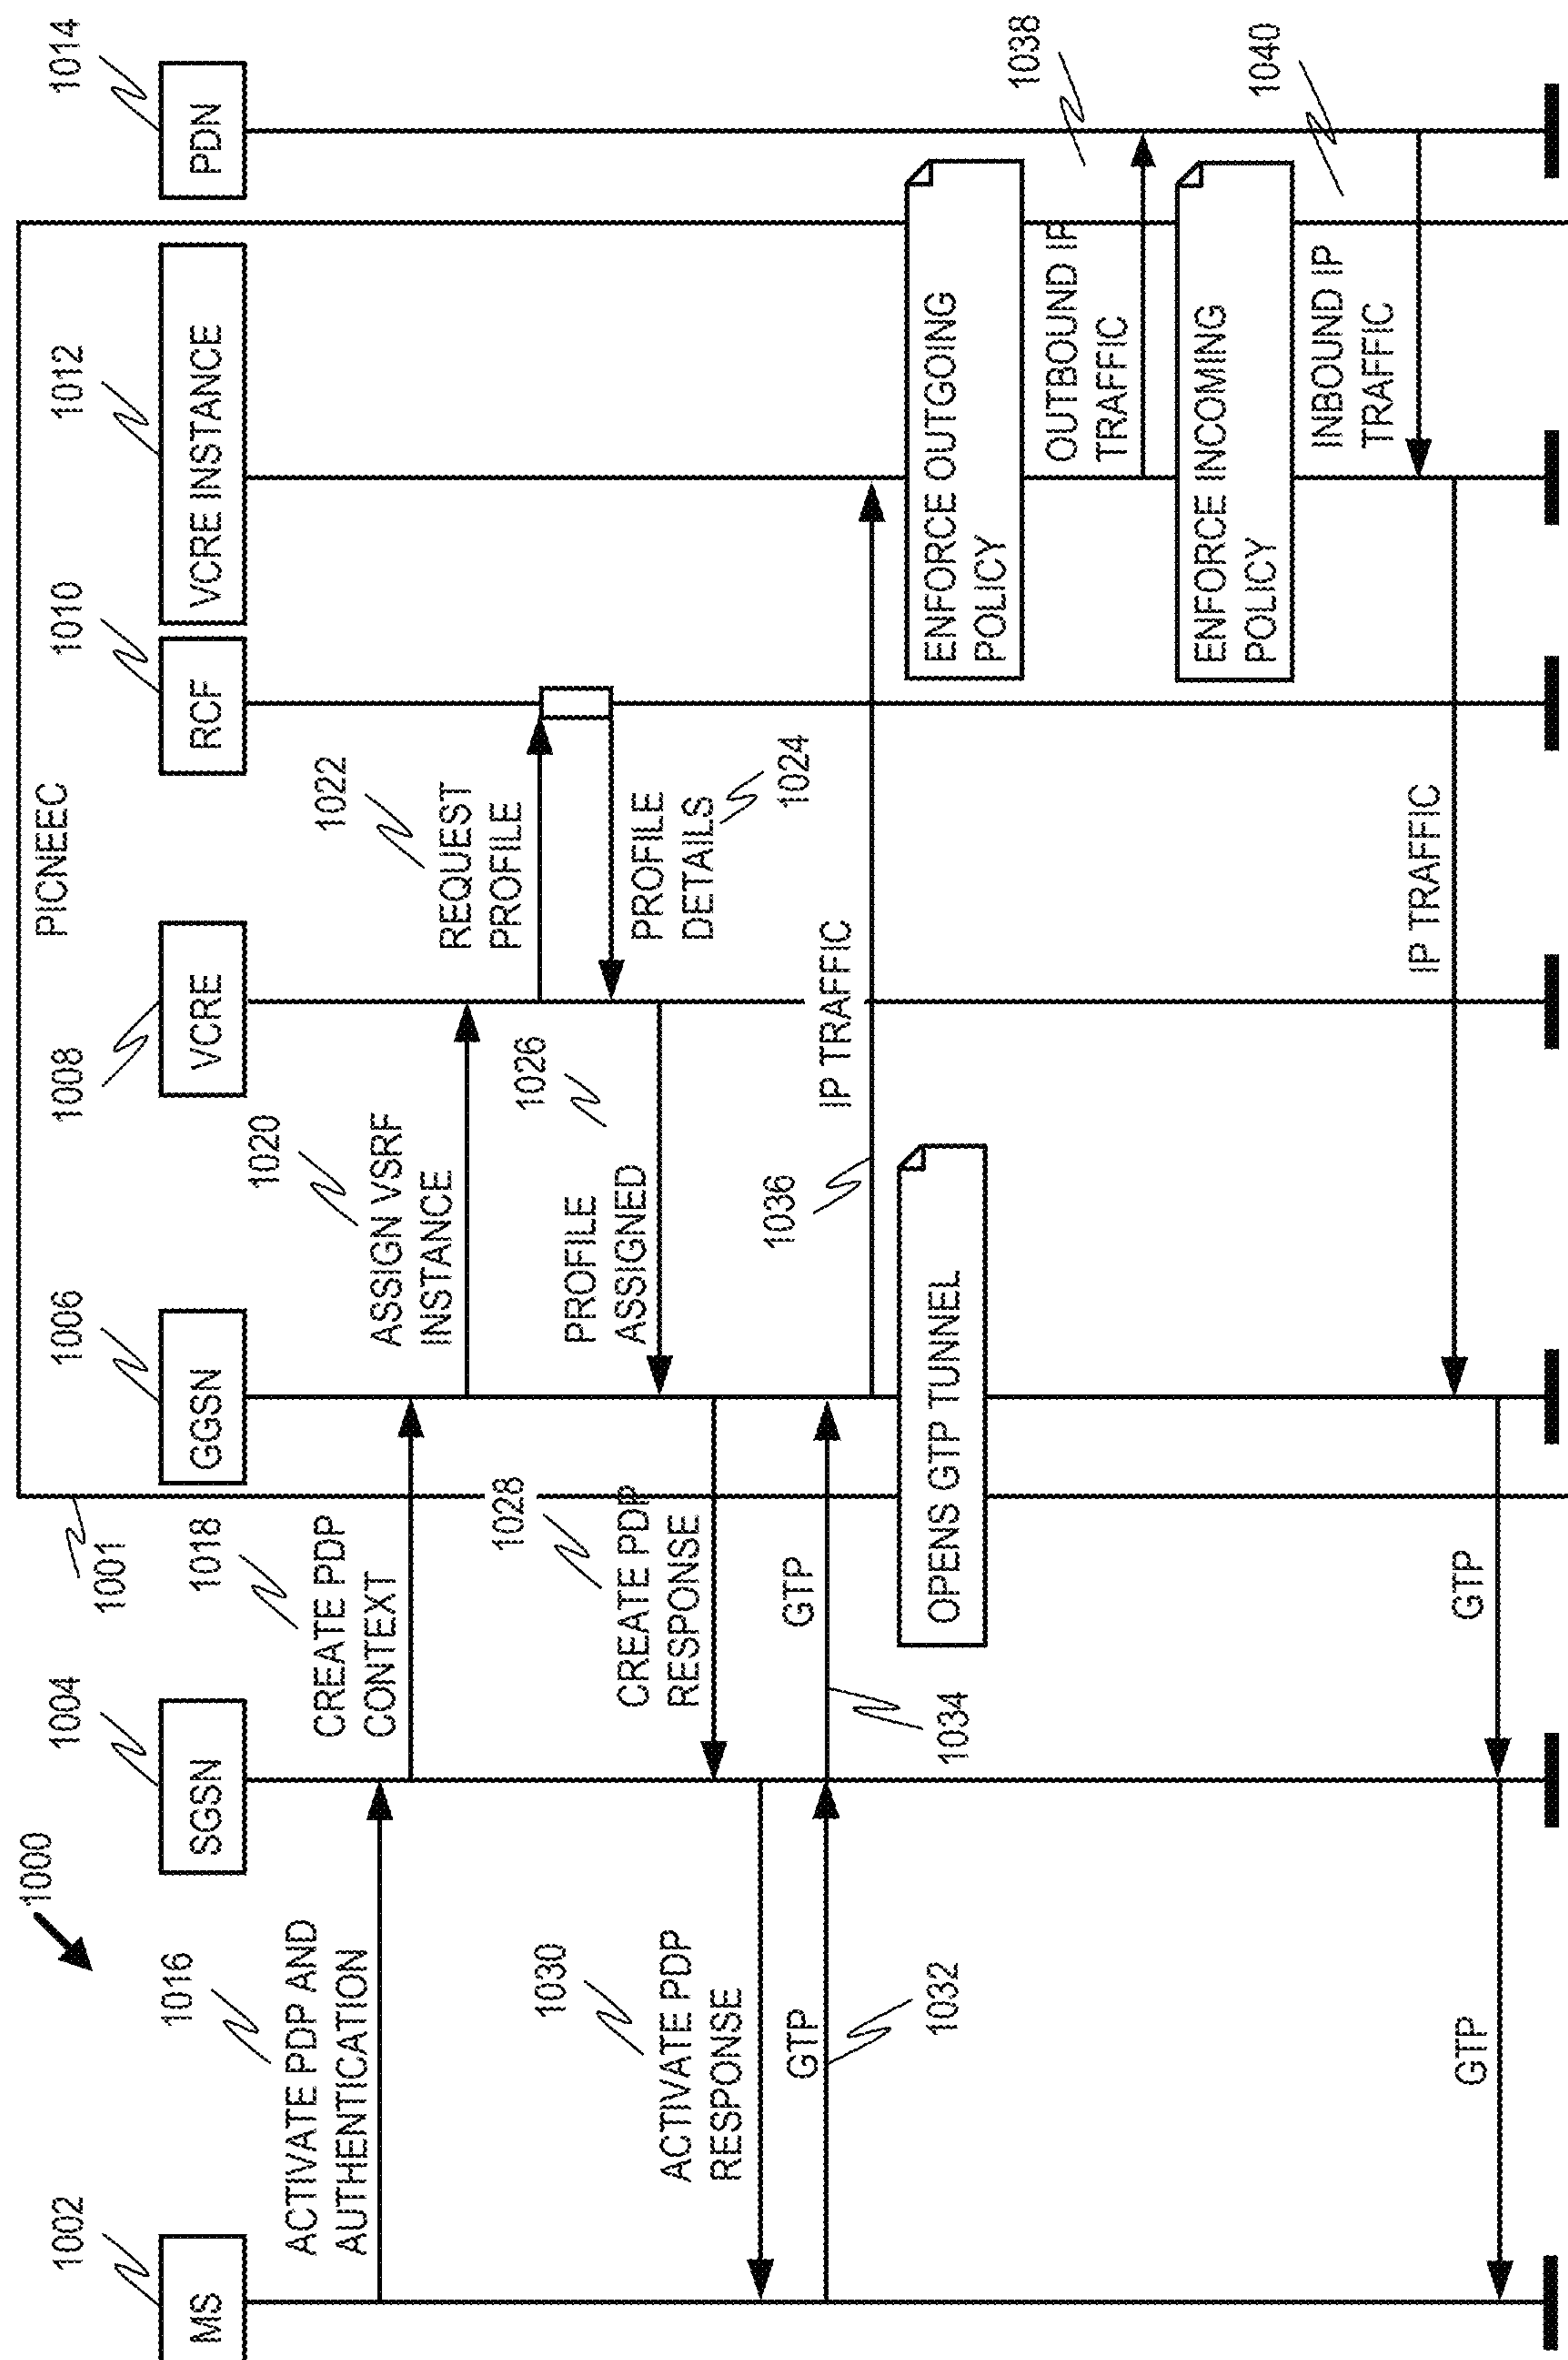 1000
PICNEEC
1001
1002
MS
1004
SGSN
1006
GGSN
1008
VCRE
1010
RCF
1012
VCRE INSTANCE
1014
PDN
1016
ACTIVATE PDP AND
AUTHENTICATION
1018
CREATE PDP
CONTEXT
1020
ASSIGN VSRF
INSTANCE
1022
REQUEST
PROFILE
PROFILE
DETAILS
1024
1026
PROFILE
ASSIGNED
1028
CREATE PDP
RESPONSE
1030
ACTIVATE PDP
RESPONSE
GTP
1032
GTP
1034
OPENS GTP TUNNEL
1036
IP TRAFFIC
ENFORCE OUTGOING
POLICY
1038
OUTBOUND IP
TRAFFIC
ENFORCE INCOMING
POLICY
1040
INBOUND IP
TRAFFIC
IP TRAFFIC
GTP
GTP